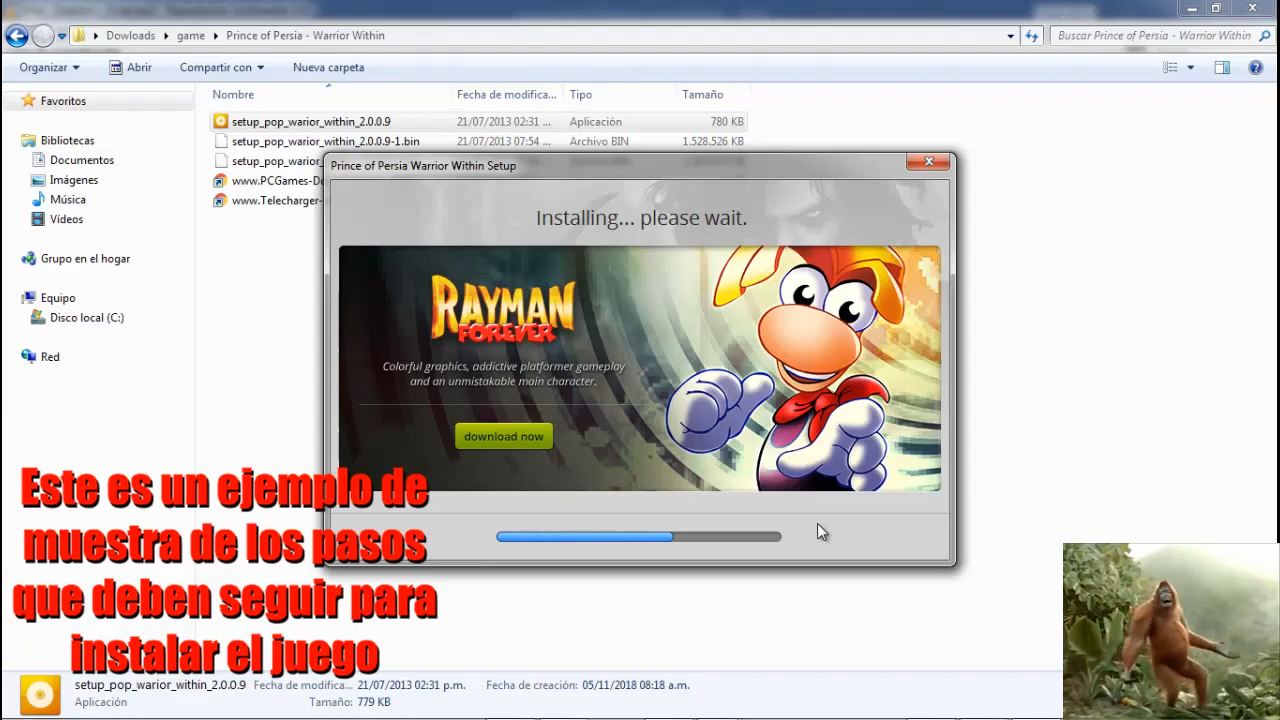 Dowloads
game
Prince of Persia - Warrior Within
Buscar Prince of Persia - Warrior Within
Organizar
Abrir
Compartir con
Nueva carpeta
Favoritos
Bibliotecas
Documentos
Imágenes
Música
Vídeos
Grupo en el hogar
Equipo
Disco local (C:)
Red
Nombre
Fecha de modifica...
Tipo
Tamaño
setup_pop_warior_within_2.0.0.9
21/07/2013 02:31 ...
Aplicación
780 KB
setup_pop_warior_within_2.0.0.9-1.bin
21/07/2013 07:54 ...
Archivo BIN
1.528.526 KB
setup_pop_warior_
www.PCGames-Do
www.Telecharger-
Prince of Persia Warrior Within Setup
Installing... please wait.
RAYMAN
FOREVER
Colorful graphics, addictive platformer gameplay
and an unmistakable main character.
download now
Este es un ejemplo de
muestra de los pasos
que deben seguir para
instalar el juego
setup_pop_warior_within_2.0.0.9
Fecha de modifica... 21/07/2013 02:31 p.m.
Fecha de creación: 05/11/2018 08:18 a.m.
Aplicación
Tamaño: 779 KB